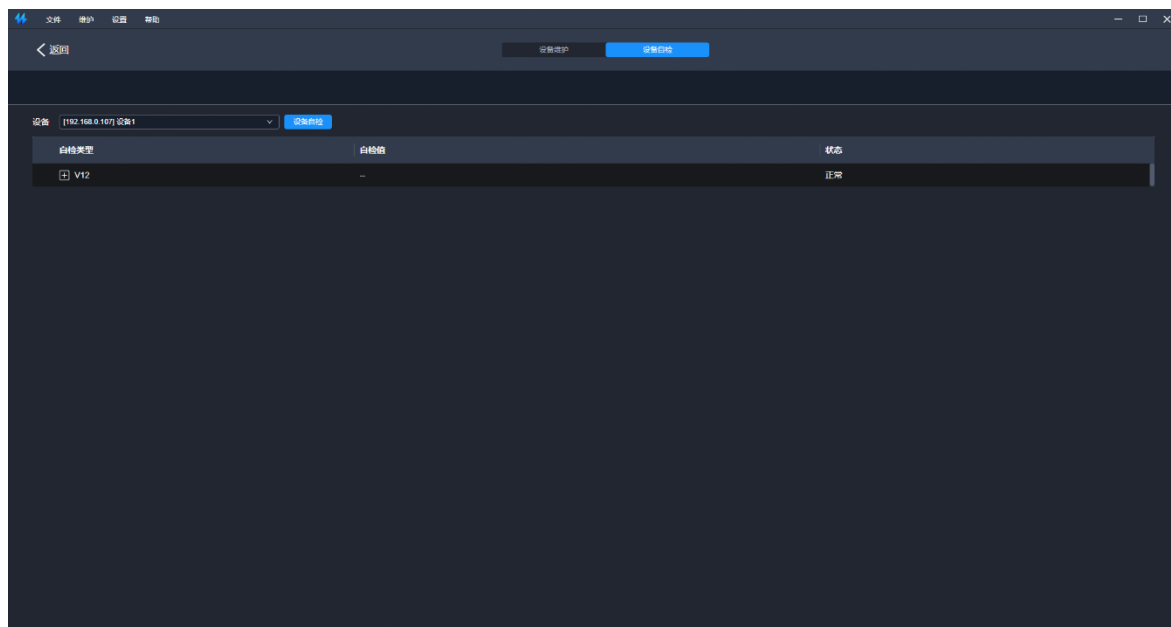 文件 维护 设置 帮助
返回 设备维护 设备自检
设备 [192.168.0.107] 设备1 设备自检
自检类型 自检值 状态
V12 -- 正常